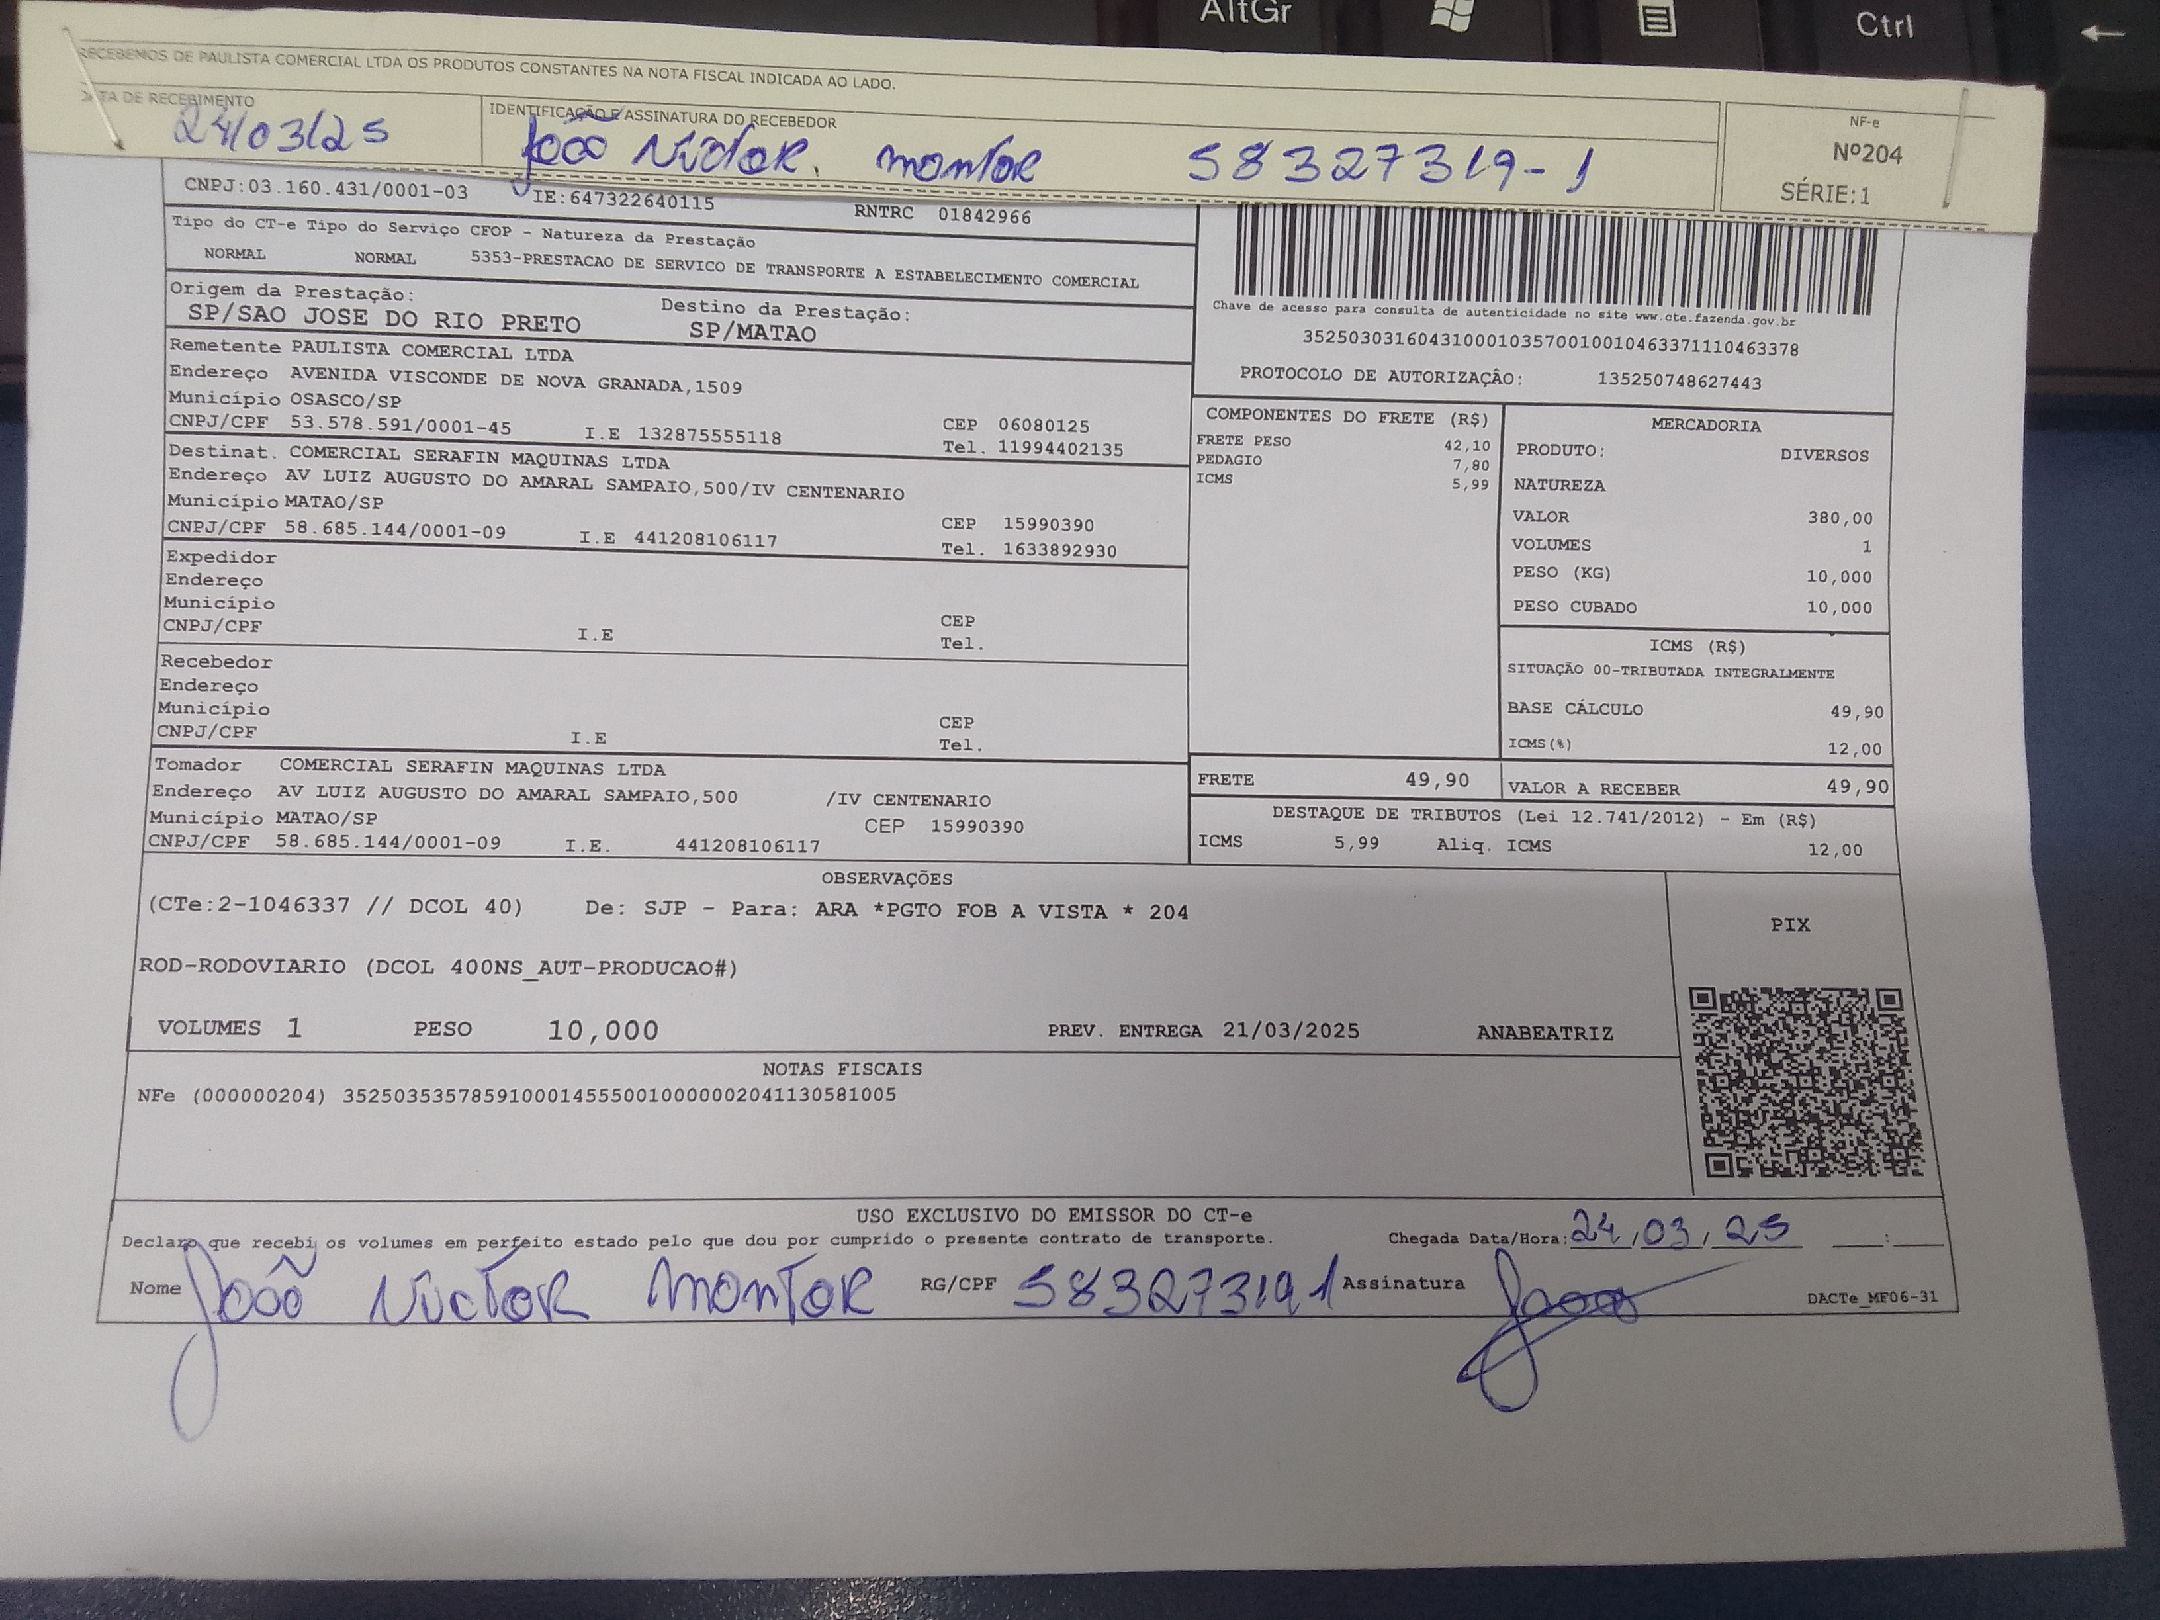 AltGr
Ctrl
RECEBEMOS DE PAULISTA COMERCIAL LTDA OS PRODUTOS CONSTANTES NA NOTA FISCAL INDICADA AO LADO.
DATA DE RECEBIMENTO
24/03/25
IDENTIFICAÇÃO E ASSINATURA DO RECEBEDOR
João Victor. montor 58327319-1
NF-e
Nº204
SÉRIE:1
CNPJ:03.160.431/0001-03 IE:647322640115 RNTRC 01842966
Tipo do CT-e Tipo do Serviço CFOP - Natureza da Prestação
NORMAL NORMAL 5353-PRESTACAO DE SERVICO DE TRANSPORTE A ESTABELECIMENTO COMERCIAL
Origem da Prestação: Destino da Prestação:
SP/SAO JOSE DO RIO PRETO SP/MATAO
Chave de acesso para consulta de autenticidade no site www.cte.fazenda.gov.br
35250303160431000103570010010463371110463378
PROTOCOLO DE AUTORIZAÇÃO: 135250748627443
Remetente PAULISTA COMERCIAL LTDA
Endereço AVENIDA VISCONDE DE NOVA GRANADA,1509
Município OSASCO/SP CEP 06080125
CNPJ/CPF 53.578.591/0001-45 I.E 132875555118 Tel. 11994402135
Destinat. COMERCIAL SERAFIN MAQUINAS LTDA
Endereço AV LUIZ AUGUSTO DO AMARAL SAMPAIO,500/IV CENTENARIO
Município MATAO/SP CEP 15990390
CNPJ/CPF 58.685.144/0001-09 I.E 441208106117 Tel. 1633892930
Expedidor
Endereço
Município CEP
CNPJ/CPF I.E Tel.
Recebedor
Endereço
Município CEP
CNPJ/CPF I.E Tel.
Tomador COMERCIAL SERAFIN MAQUINAS LTDA
Endereço AV LUIZ AUGUSTO DO AMARAL SAMPAIO,500 /IV CENTENARIO
Município MATAO/SP CEP 15990390
CNPJ/CPF 58.685.144/0001-09 I.E. 441208106117
COMPONENTES DO FRETE (R$)
FRETE PESO 42,10
PEDAGIO 7,80
ICMS 5,99
MERCADORIA
PRODUTO: DIVERSOS
NATUREZA
VALOR 380,00
VOLUMES 1
PESO (KG) 10,000
PESO CUBADO 10,000
ICMS (R$)
SITUAÇÃO 00-TRIBUTADA INTEGRALMENTE
BASE CÁLCULO 49,90
ICMS(%) 12,00
FRETE 49,90 VALOR A RECEBER 49,90
DESTAQUE DE TRIBUTOS (Lei 12.741/2012) - Em (R$)
ICMS 5,99 Aliq. ICMS 12,00
OBSERVAÇÕES
(CTe:2-1046337 // DCOL 40) De: SJP - Para: ARA *PGTO FOB A VISTA * 204
PIX
ROD-RODOVIARIO (DCOL 400NS_AUT-PRODUCAO#)
VOLUMES 1 PESO 10,000 PREV. ENTREGA 21/03/2025 ANABEATRIZ
NOTAS FISCAIS
NFe (000000204) 35250353578591000145550010000002041130581005
USO EXCLUSIVO DO EMISSOR DO CT-e
Declaro que recebi os volumes em perfeito estado pelo que dou por cumprido o presente contrato de transporte. Chegada Data/Hora: 24/03/25 __:__
Nome João Victor montor RG/CPF 583273191 Assinatura João
DACTe_MF06-31